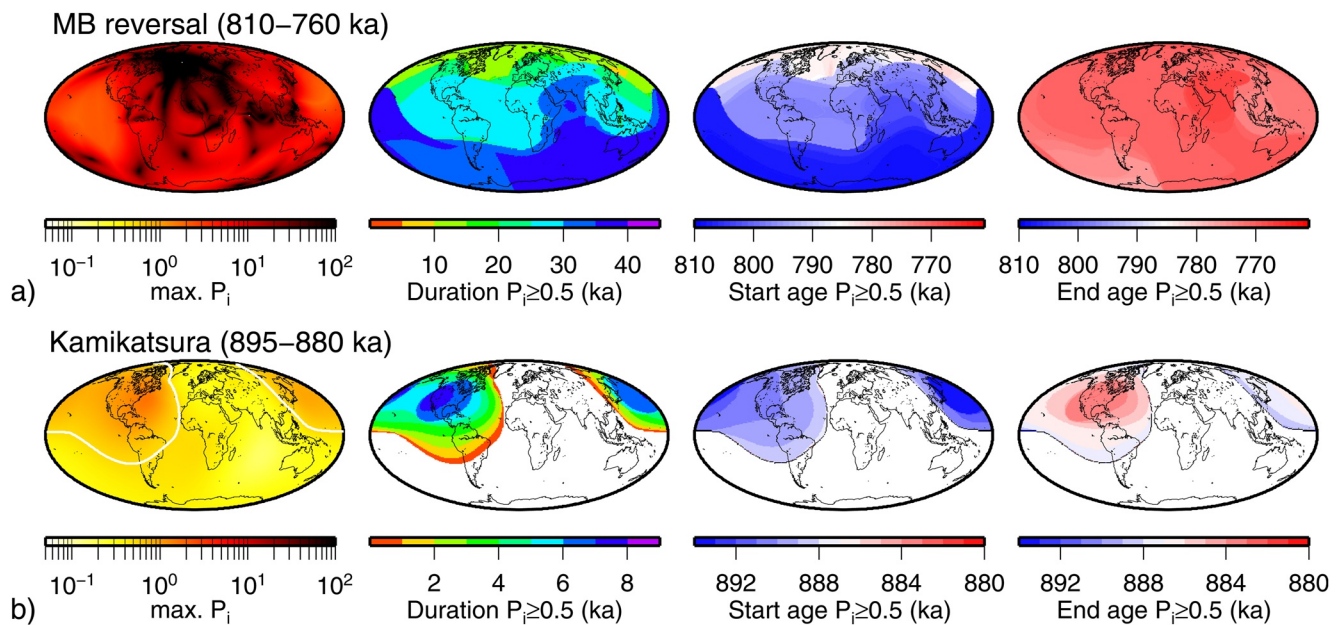 MB reversal (810–760 ka)
10⁻¹ 10⁰ 10¹ 10²
max. Pᵢ
10 20 30 40
Duration Pᵢ≥0.5 (ka)
810 800 790 780 770
Start age Pᵢ≥0.5 (ka)
810 800 790 780 770
End age Pᵢ≥0.5 (ka)
a)
Kamikatsura (895–880 ka)
10⁻¹ 10⁰ 10¹ 10²
max. Pᵢ
2 4 6 8
Duration Pᵢ≥0.5 (ka)
892 888 884 880
Start age Pᵢ≥0.5 (ka)
892 888 884 880
End age Pᵢ≥0.5 (ka)
b)